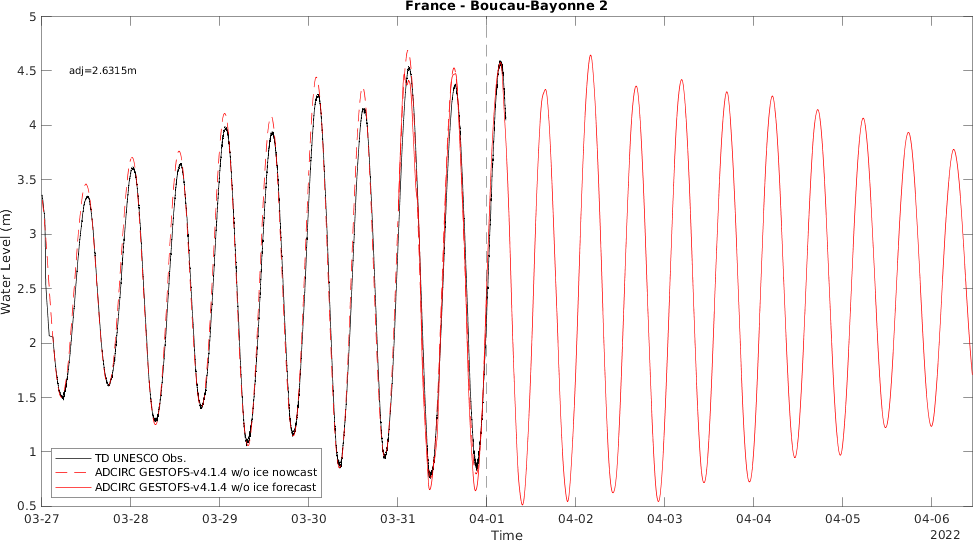 France - Boucau-Bayonne 2
adj=2.6315m
5
4.5
4
3.5
3
2.5
2
1.5
1
0.5
Water Level (m)
TD UNESCO Obs.
ADCIRC GESTOFS-v4.1.4 w/o ice nowcast
ADCIRC GESTOFS-v4.1.4 w/o ice forecast
03-27 03-28 03-29 03-30 03-31 04-01 04-02 04-03 04-04 04-05 04-06
Time
2022